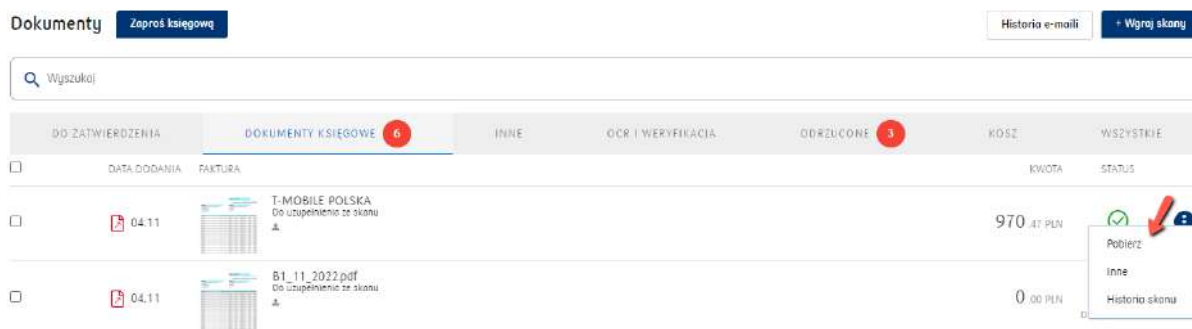 Dokumenty
Zaproś księgową
Historia e-maili
+ Wgraj skany
Wyszukaj
DO ZATWIERDZENIA
DOKUMENTY KSIĘGOWE 6
INNE
OCR I WERYFIKACJA
ODRZUCONE 3
KOSZ
WSZYSTKIE
DATA DODANIA
FAKTURA
KWOTA
STATUS
04.11
T-MOBILE POLSKA
Do uzupełnienia ze skanu
970 .47 PLN
Pobierz
Inne
Historia skanu
04.11
B1_11_2022.pdf
Do uzupełnienia ze skanu
0 .00 PLN